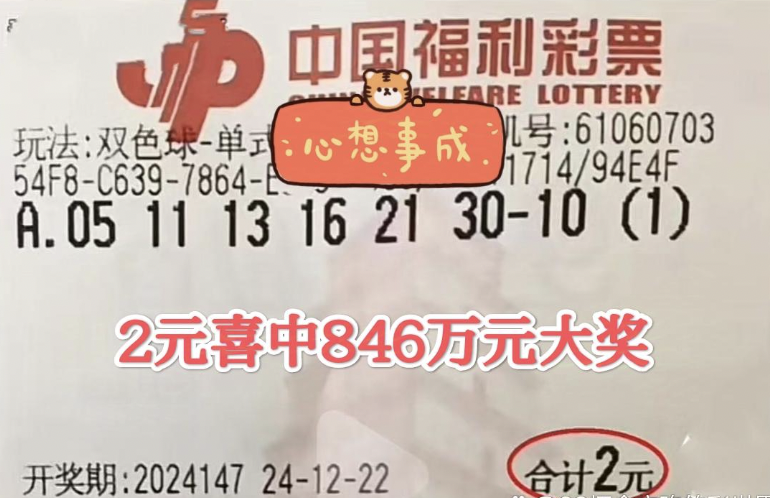 中国福利彩票
WELFARE LOTTERY
心想事成
玩法:双色球-单式 机号:61060703
54F8-C639-7864- 1714/94E4F
A.05 11 13 16 21 30-10 (1)
2元喜中846万元大奖
开奖期:2024147 24-12-22 合计2元